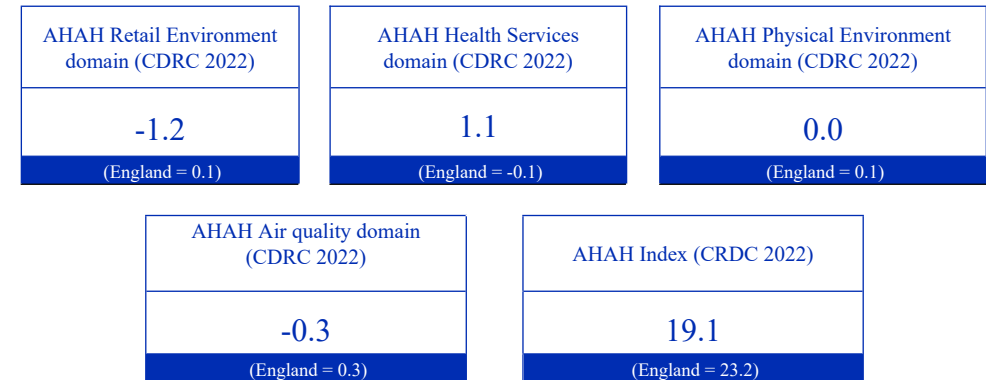 AHAH Retail Environment
domain (CDRC 2022)
-1.2
(England = 0.1)
AHAH Health Services
domain (CDRC 2022)
1.1
(England = -0.1)
AHAH Physical Environment
domain (CDRC 2022)
0.0
(England = 0.1)
AHAH Air quality domain
(CDRC 2022)
-0.3
(England = 0.3)
AHAH Index (CRDC 2022)
19.1
(England = 23.2)